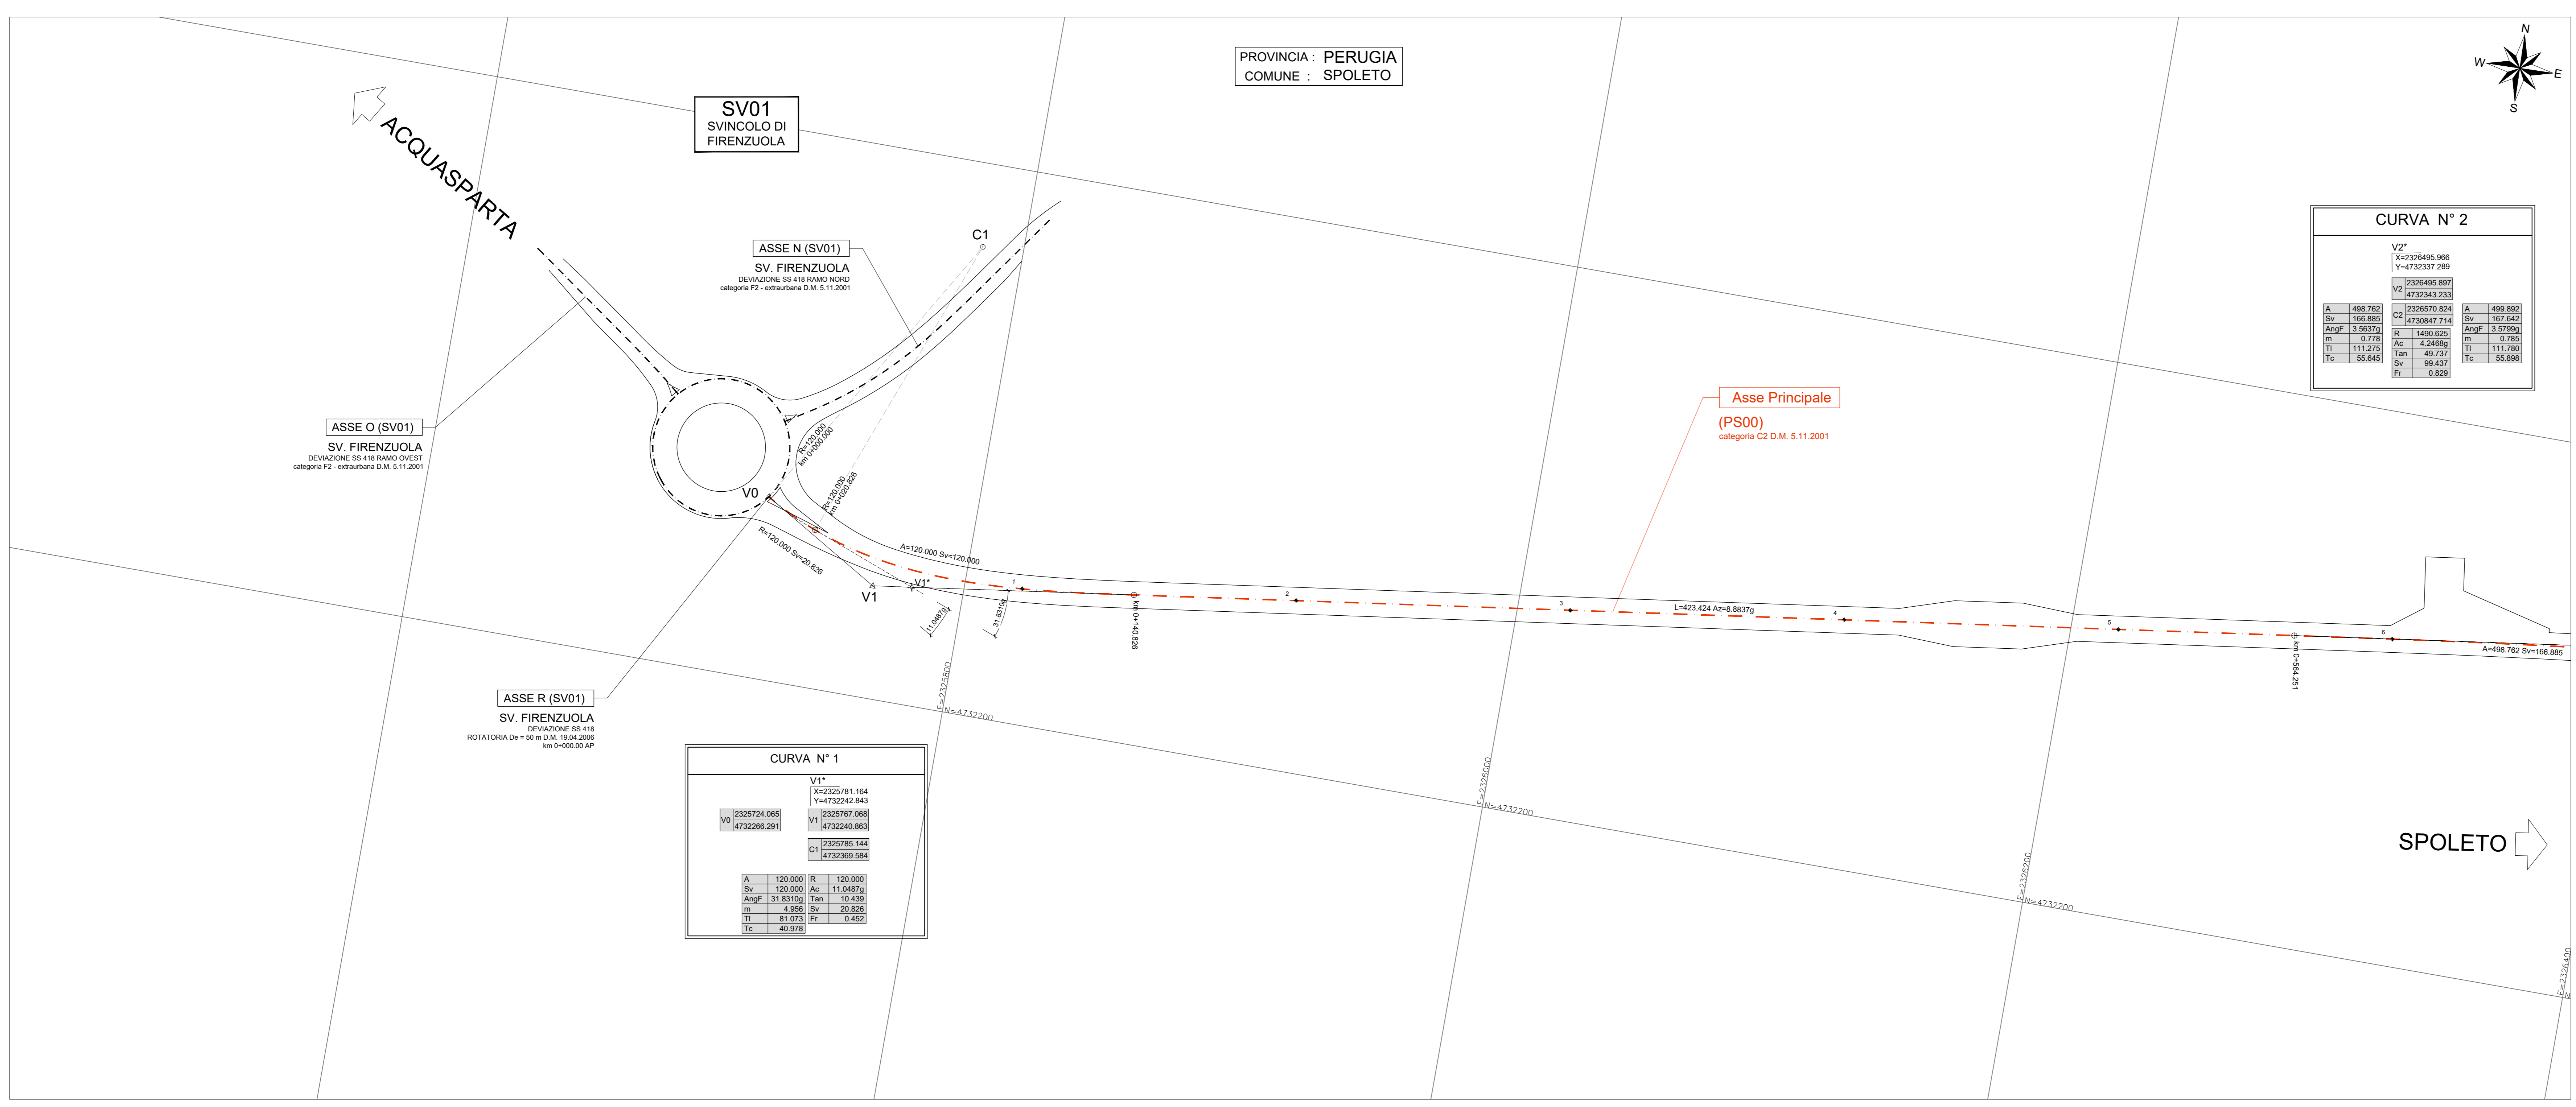 PROVINCIA : PERUGIA
COMUNE : SPOLETO
N
W
E
S
SV01
SVINCOLO DI
FIRENZUOLA
ACQUASPARTA
ASSE N (SV01)
SV. FIRENZUOLA
DEVIAZIONE SS 418 RAMO NORD
categoria F2 - extraurbana D.M. 5.11.2001
C1
CURVA N° 2
V2*
X=2326495.966
Y=4732337.289
V2 2326495.897
4732343.233
C2 2326570.824
4730847.714
A 498.762
Sv 166.885
AngF 3.5637g
m 0.778
Tl 111.275
Tc 55.645
R 1490.625
Ac 4.2468g
Tan 49.737
Sv 99.437
Fr 0.829
A 499.892
Sv 167.642
AngF 3.5799g
m 0.785
Tl 111.780
Tc 55.898
Asse Principale
(PS00)
categoria C2 D.M. 5.11.2001
ASSE O (SV01)
SV. FIRENZUOLA
DEVIAZIONE SS 418 RAMO OVEST
categoria F2 - extraurbana D.M. 5.11.2001
R=120.000
km 0+000.000
R=120.000
km 0+020.826
V0
R=120.000 Sv=20.826
A=120.000 Sv=120.000
V1
V1*
11.0487g
31.8310g
1
km 0+140.826
2
3
L=423.424 Az=8.8837g
4
5
km 0+564.251
6
A=498.762 Sv=166.885
E=2325800
N=4732200
E=2326000
N=4732200
E=2326200
N=4732200
E=2326400
N
ASSE R (SV01)
SV. FIRENZUOLA
DEVIAZIONE SS 418
ROTATORIA De = 50 m D.M. 19.04.2006
km 0+000.00 AP
CURVA N° 1
V1*
X=2325781.164
Y=4732242.843
V0 2325724.065
4732266.291
V1 2325767.068
4732240.863
C1 2325785.144
4732369.584
A 120.000
Sv 120.000
AngF 31.8310g
m 4.956
Tl 81.073
Tc 40.978
R 120.000
Ac 11.0487g
Tan 10.439
Sv 20.826
Fr 0.452
SPOLETO